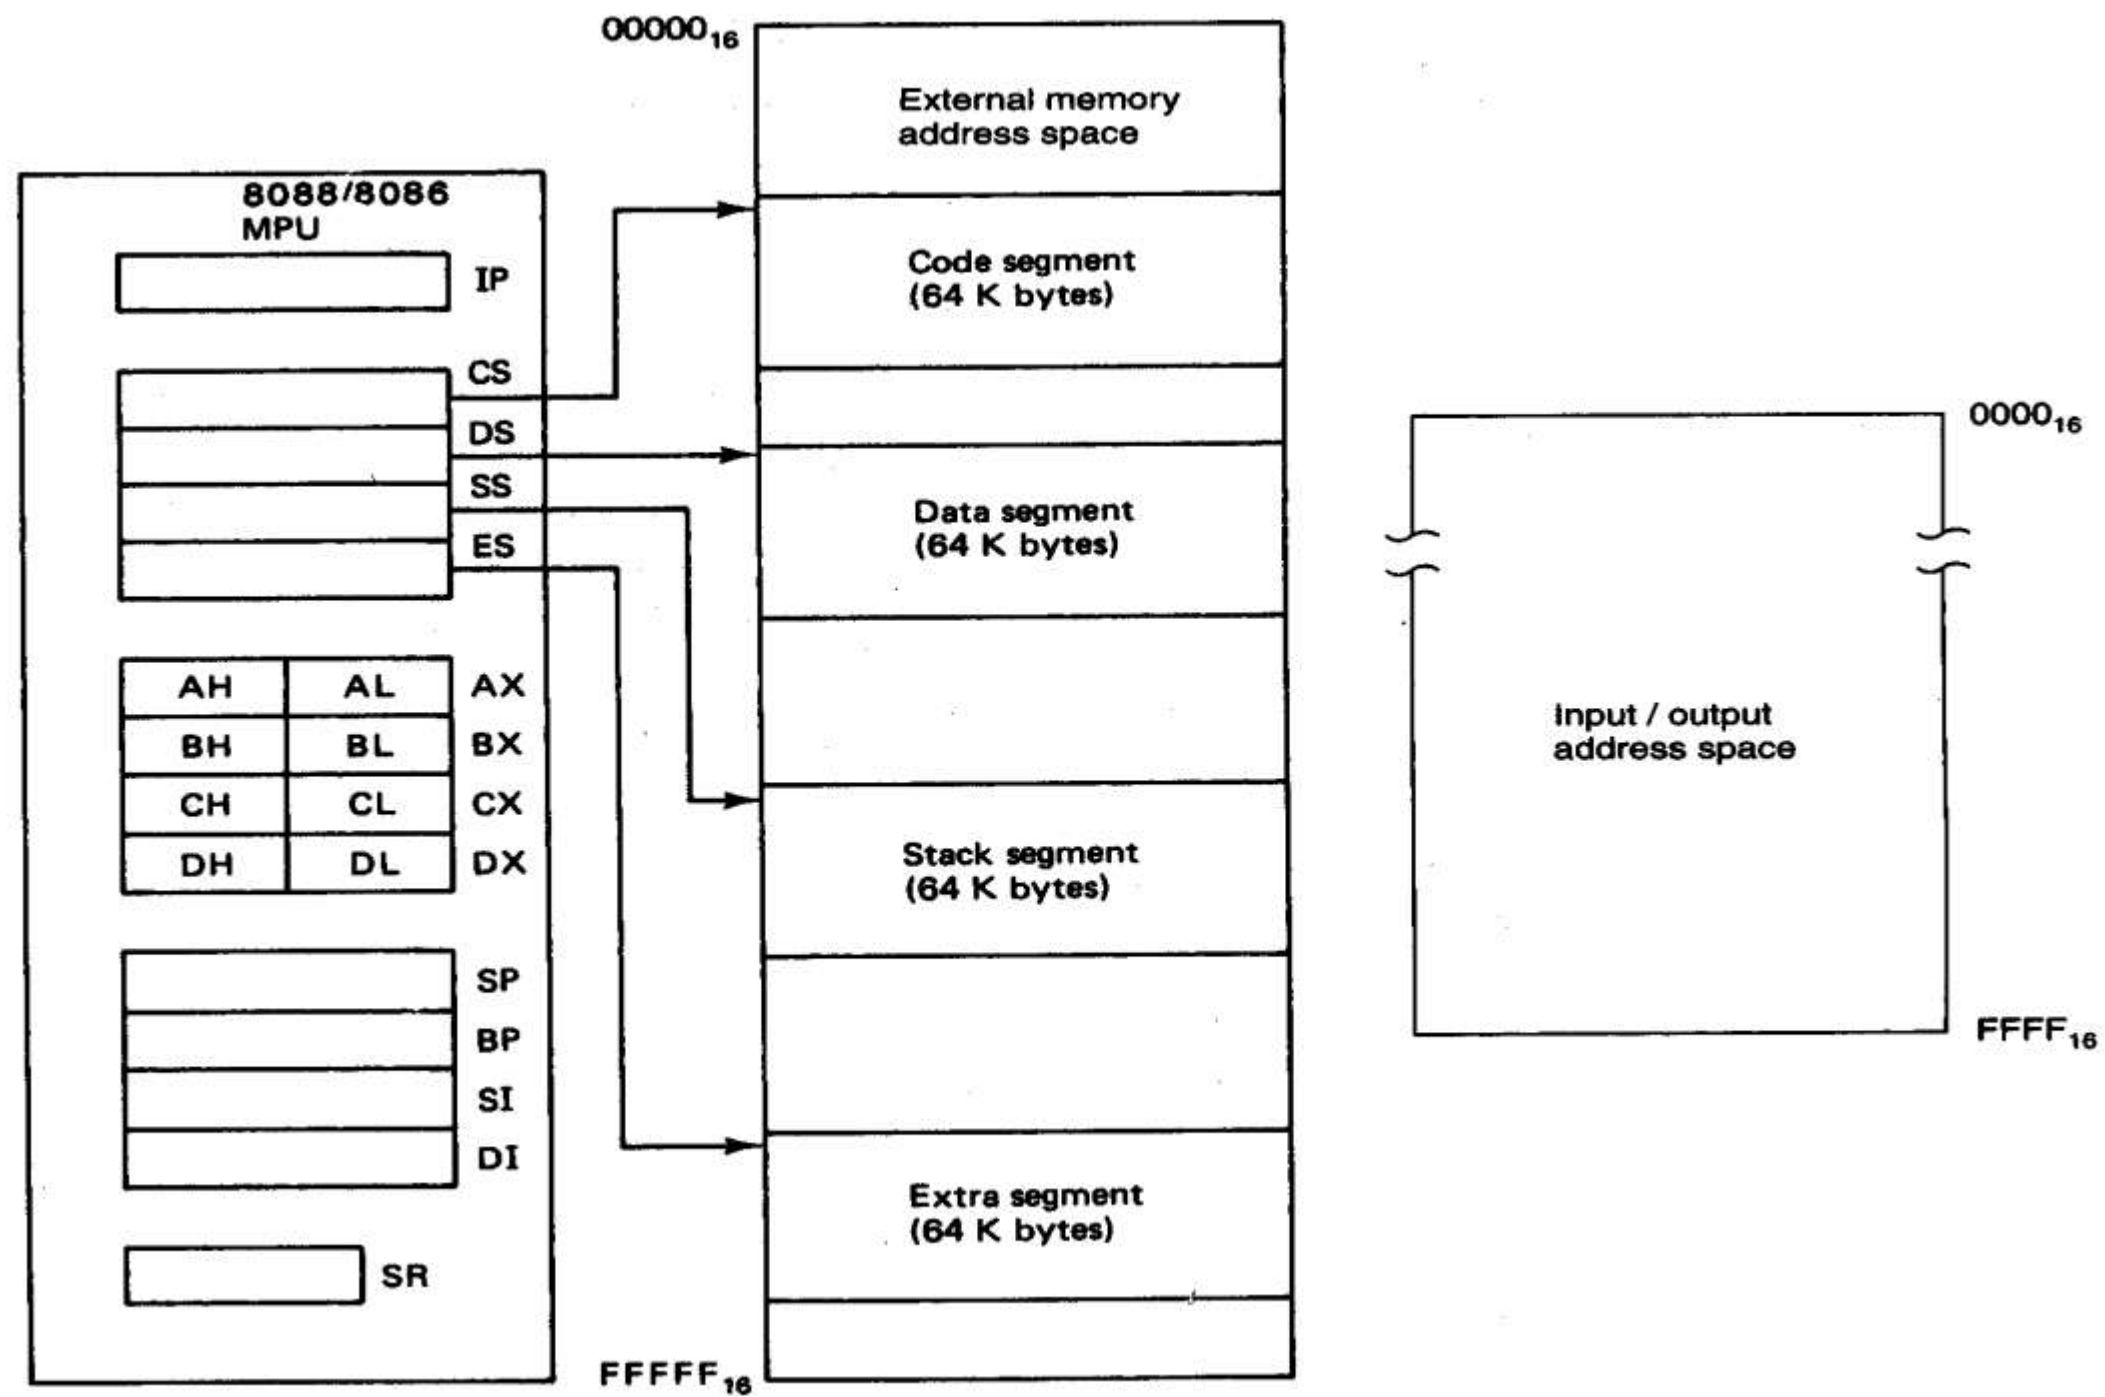 8088/8086
MPU
IP
CS
DS
SS
ES
AH AL AX
BH BL BX
CH CL CX
DH DL DX
SP
BP
SI
DI
SR
00000₁₆
External memory
address space
Code segment
(64 K bytes)
Data segment
(64 K bytes)
Stack segment
(64 K bytes)
Extra segment
(64 K bytes)
FFFFF₁₆
0000₁₆
Input / output
address space
FFFF₁₆